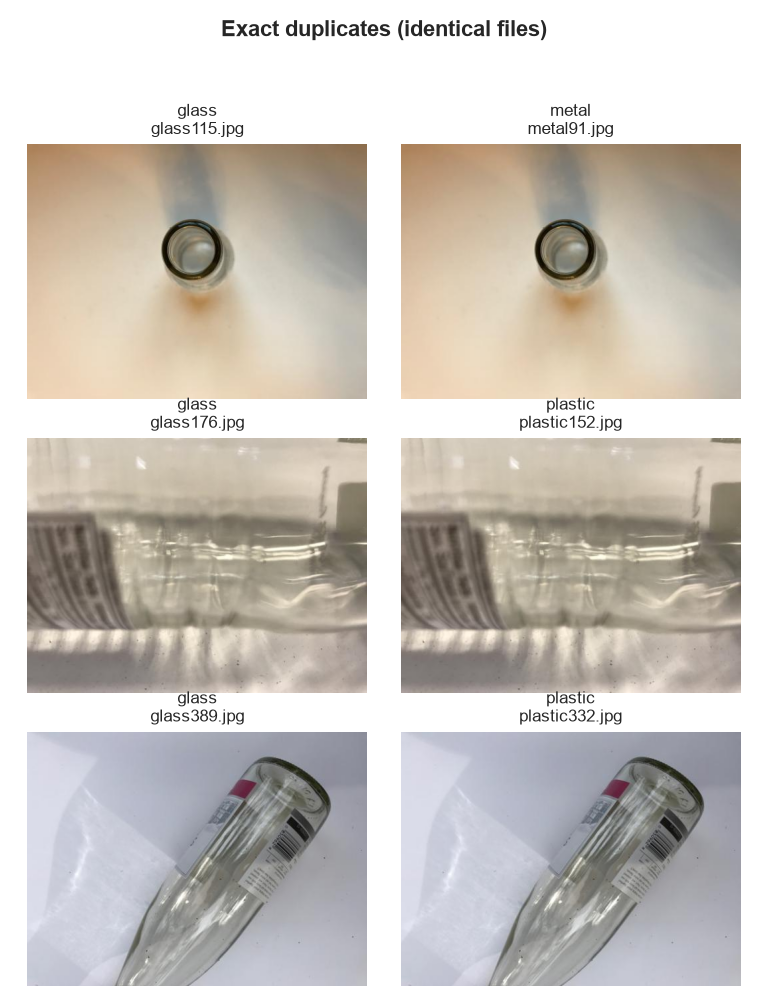 Exact duplicates (identical files)
glass
glass115.jpg
metal
metal91.jpg
glass
glass176.jpg
plastic
plastic152.jpg
glass
glass389.jpg
plastic
plastic332.jpg